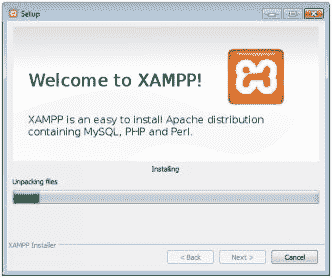 Setup
Welcome to XAMPP!
XAMPP is an easy to install Apache distribution
containing MySQL, PHP and Perl.
Installing
Unpacking files
XAMPP Installer
< Back
Next >
Cancel